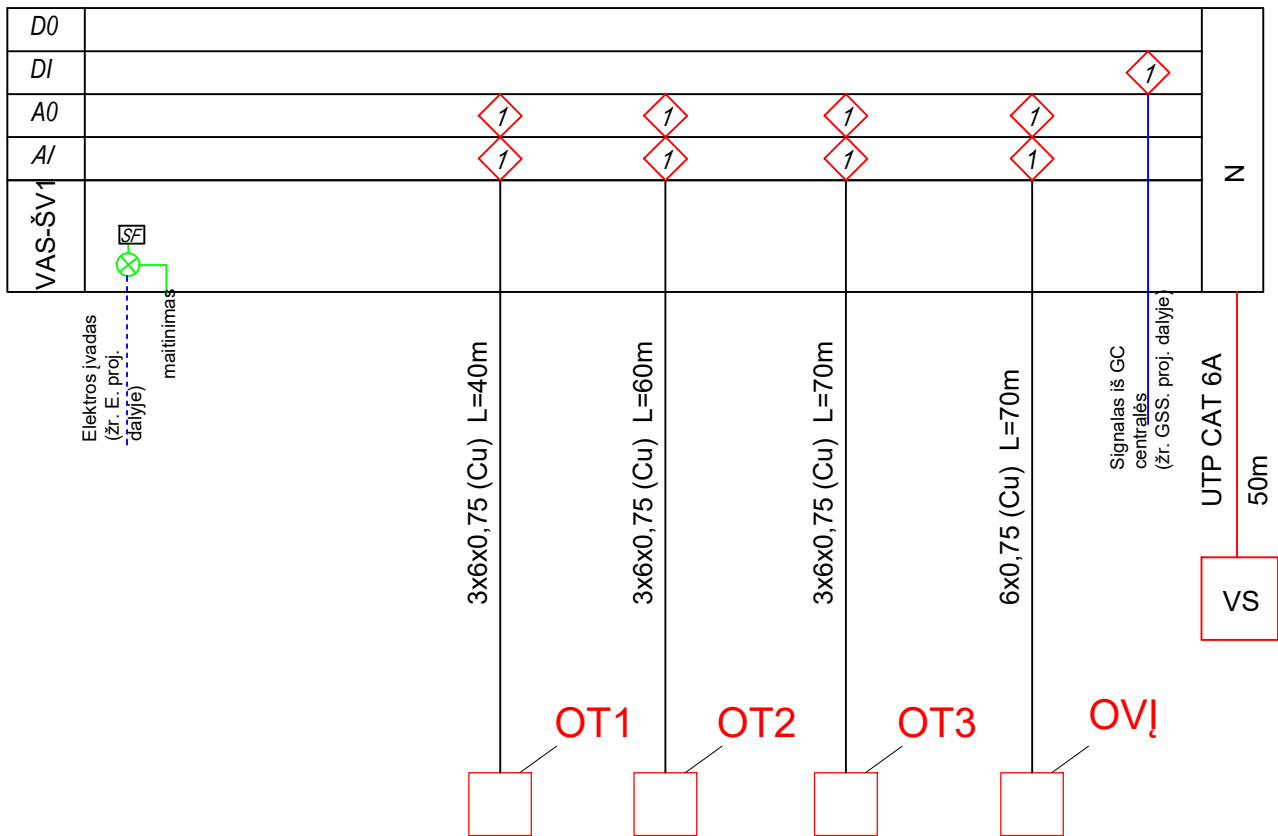 D0
DI
1
A0
1
1
1
1
AI
1
1
1
1
VAS-ŠV1
SF
N
Elektros įvadas
(žr. E. proj.
dalyje)
maitinimas
3x6x0,75 (Cu) L=40m
3x6x0,75 (Cu) L=60m
3x6x0,75 (Cu) L=70m
6x0,75 (Cu) L=70m
Signalas iš GC
centralės
(žr. GSS. proj. dalyje)
UTP CAT 6A
50m
VS
OT1
OT2
OT3
OVĮ